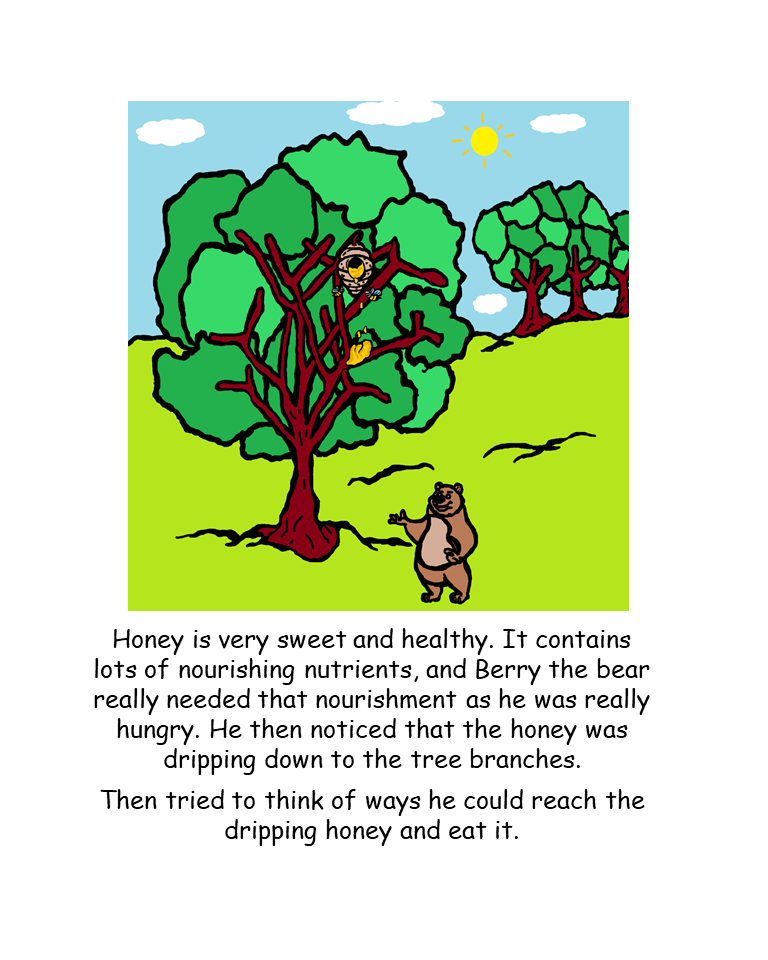 Honey is very sweet and healthy. It contains
lots of nourishing nutrients, and Berry the bear
really needed that nourishment as he was really
hungry. He then noticed that the honey was
dripping down to the tree branches.
Then tried to think of ways he could reach the
dripping honey and eat it.